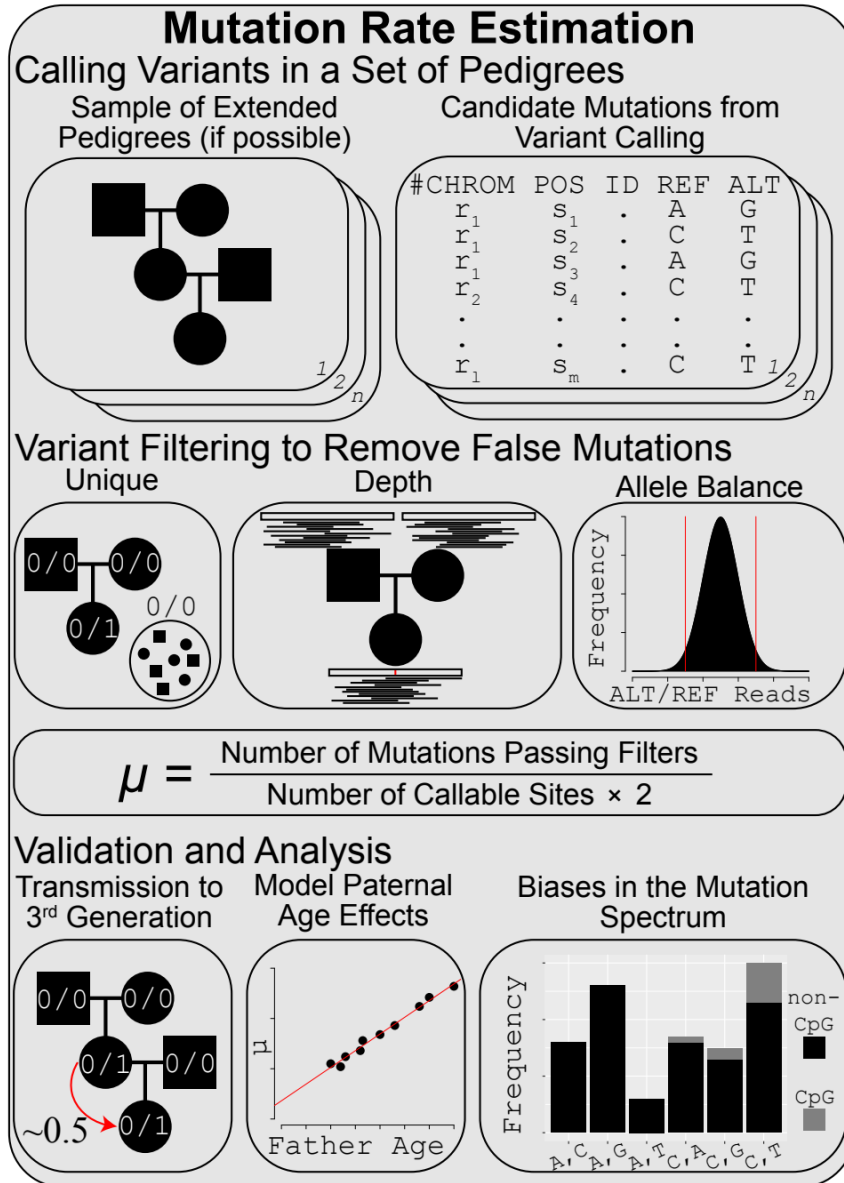 Mutation Rate Estimation
Calling Variants in a Set of Pedigrees
Sample of Extended
Pedigrees (if possible)
1 2 n
Candidate Mutations from
Variant Calling
#CHROM POS ID REF ALT
r1 s1 . A G
r1 s2 . C T
r1 s3 . A G
r2 s4 . C T
. . . . .
. . . . .
rl sm . C T
1 2 n
Variant Filtering to Remove False Mutations
Unique
0/0 0/0
0/1
0/0
Depth
Allele Balance
Frequency
ALT/REF Reads
μ = Number of Mutations Passing Filters
Number of Callable Sites × 2
Validation and Analysis
Transmission to
3rd Generation
0/0 0/0
0/1 0/0
~0.5 0/1
Model Paternal
Age Effects
μ
Father Age
Biases in the Mutation
Spectrum
Frequency
A,C A,G A,T C,A C,G C,T
non-
CpG
CpG